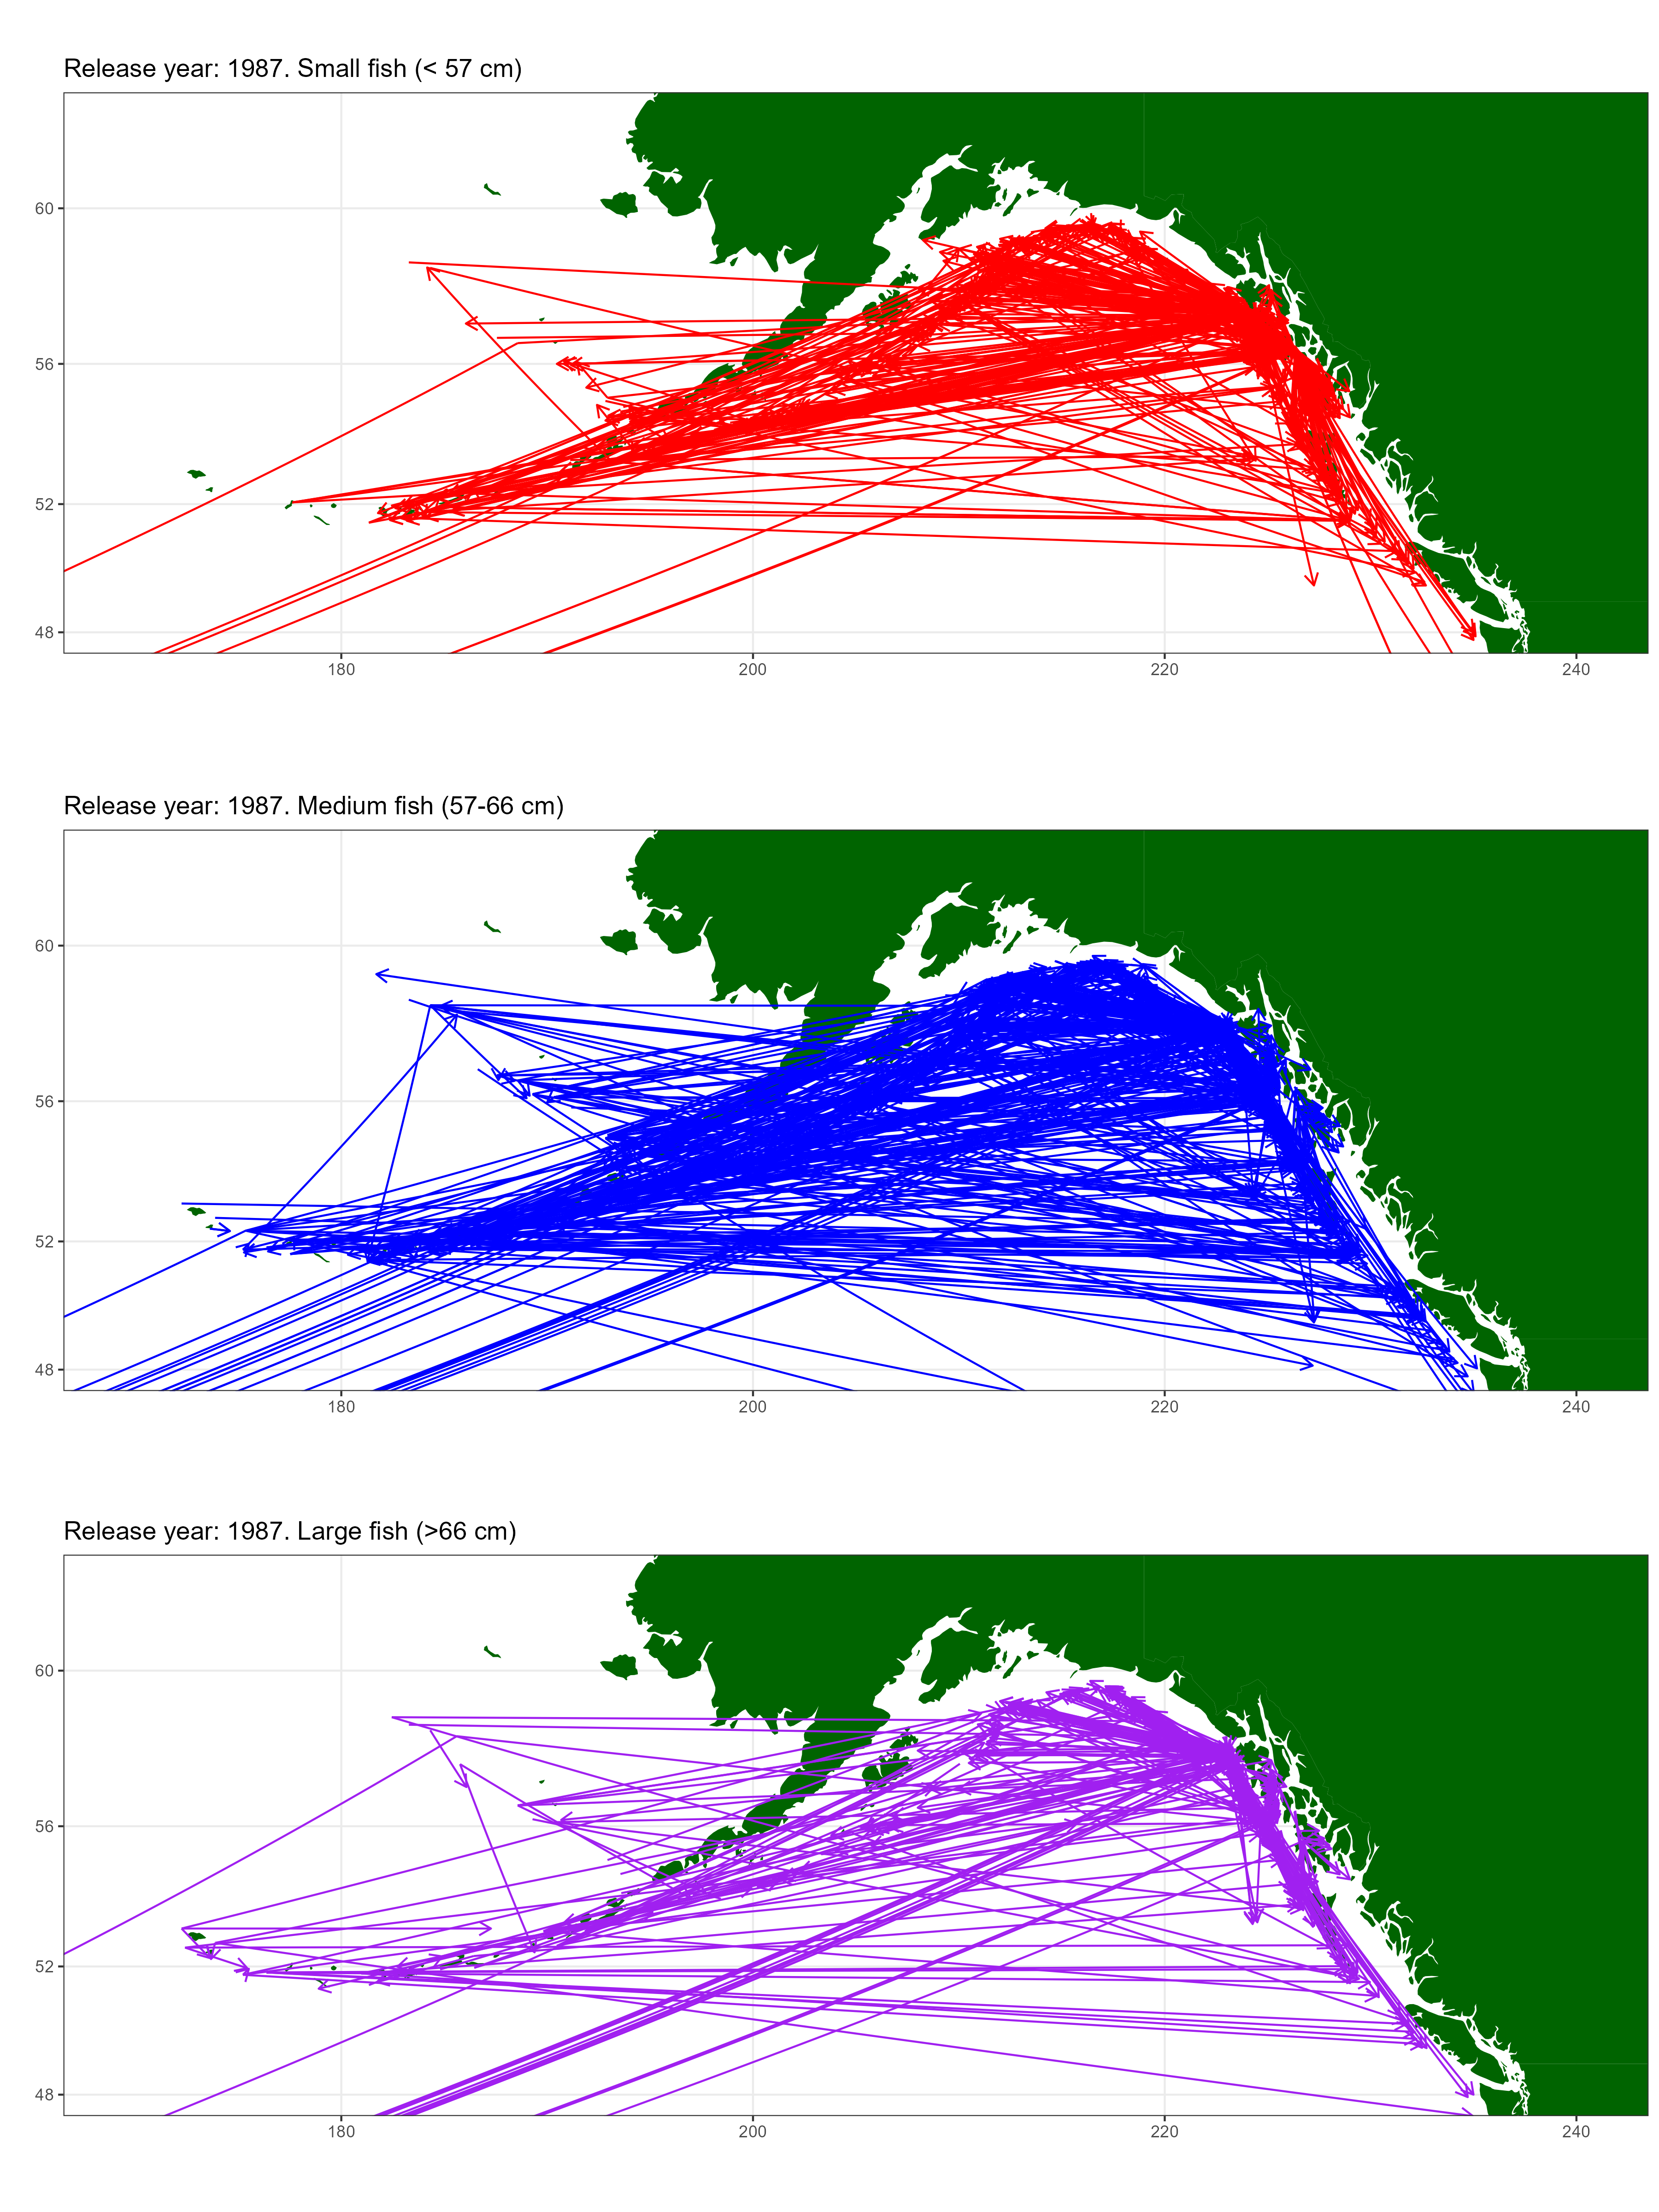 Release year: 1987. Small fish (< 57 cm)
60
56
52
48
180 200 220 240
Release year: 1987. Medium fish (57-66 cm)
60
56
52
48
180 200 220 240
Release year: 1987. Large fish (>66 cm)
60
56
52
48
180 200 220 240